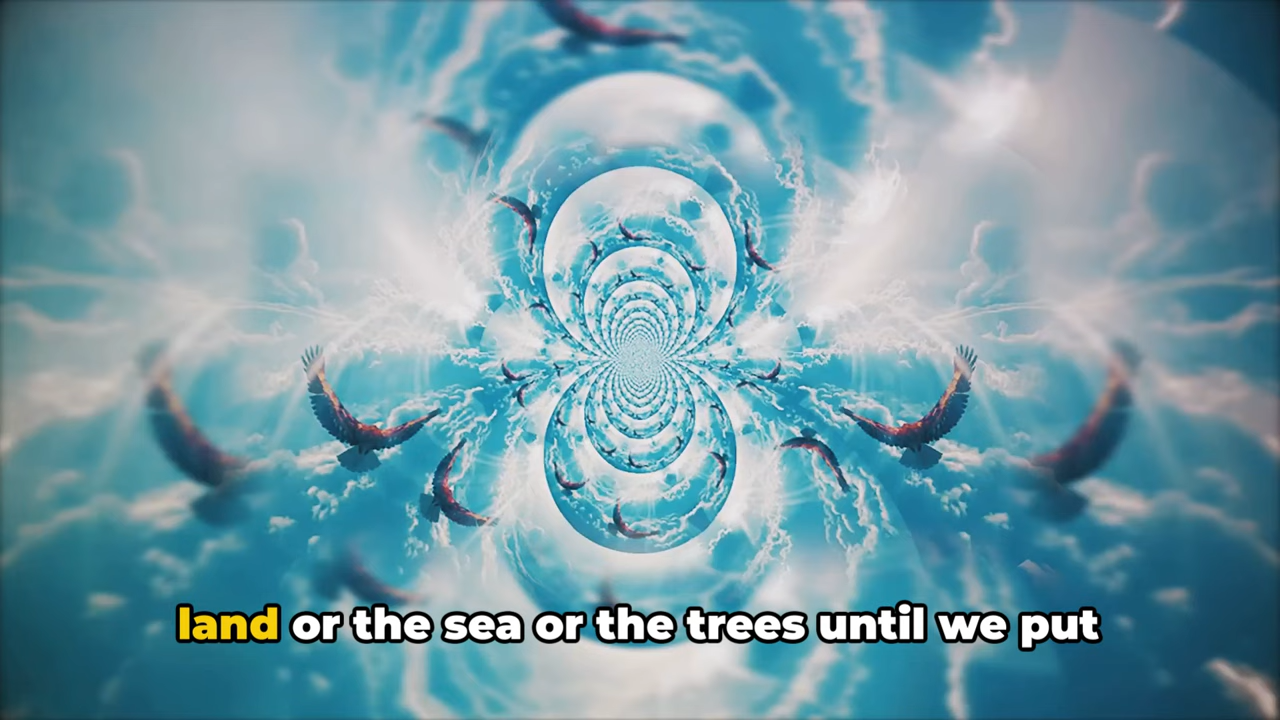 land or the sea or the trees until we put